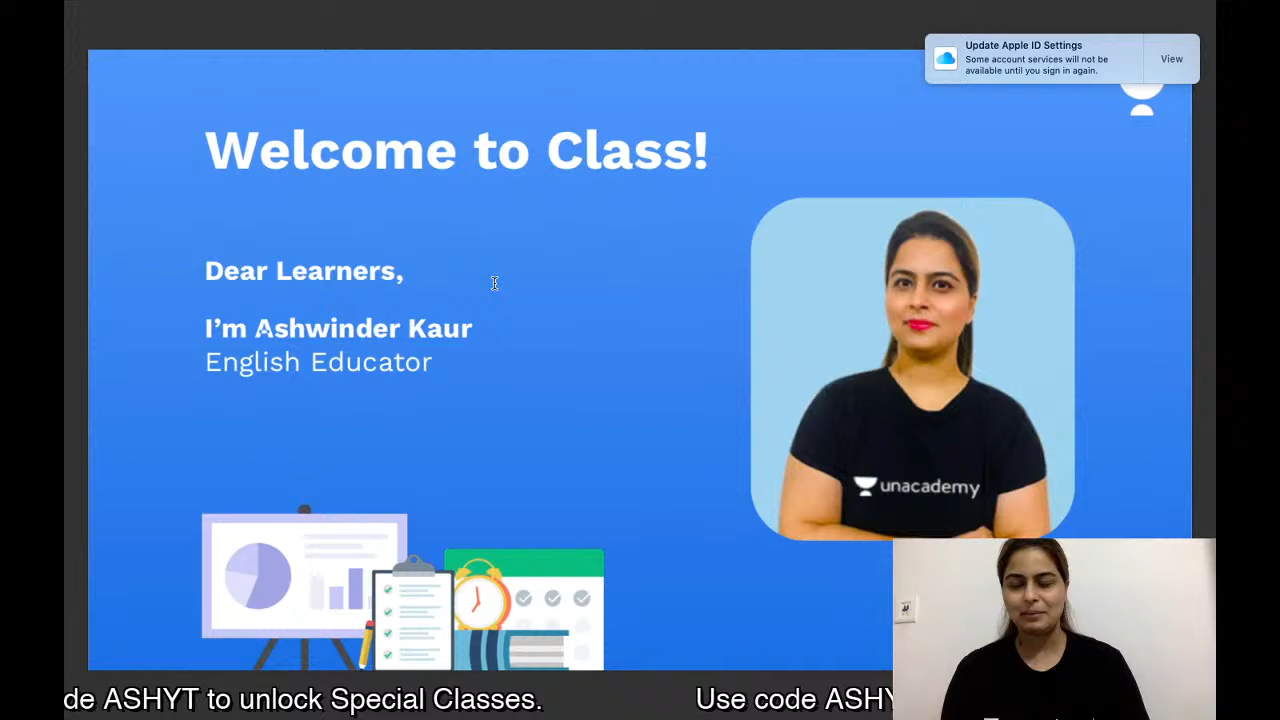 Update Apple ID Settings
Some account services will not be
available until you sign in again.
View
Welcome to Class!
Dear Learners,
I’m Ashwinder Kaur
English Educator
unacademy
de ASHYT to unlock Special Classes.
Use code ASHY